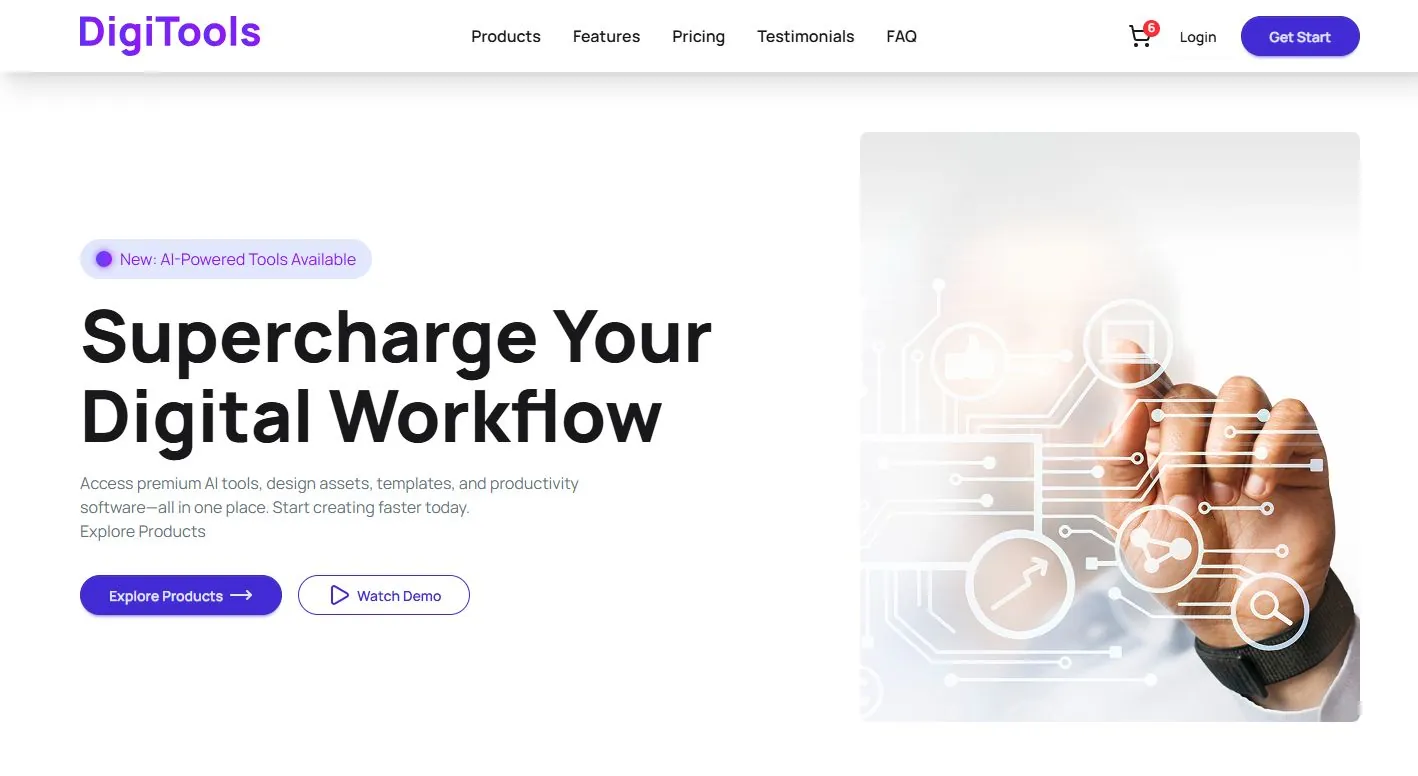 DigiTools
Products
Features
Pricing
Testimonials
FAQ
6
Login
Get Start
New: AI-Powered Tools Available
Supercharge Your
Digital Workflow
Access premium AI tools, design assets, templates, and productivity
software—all in one place. Start creating faster today.
Explore Products
Explore Products
Watch Demo